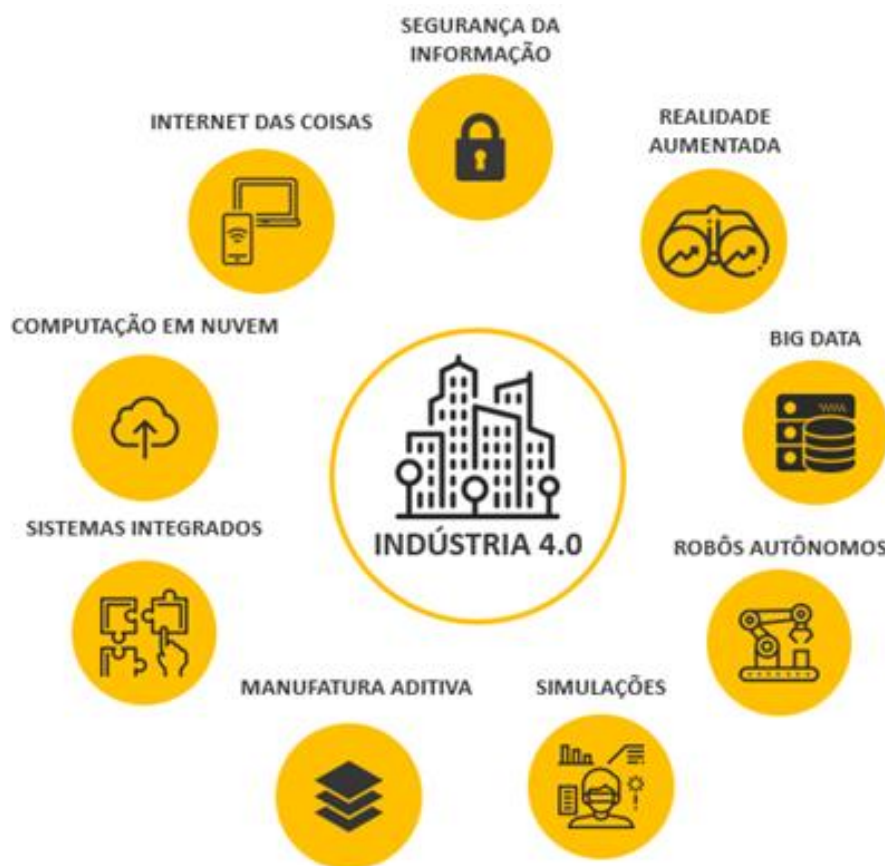 SEGURANÇA DA
INFORMAÇÃO
INTERNET DAS COISAS
REALIDADE
AUMENTADA
COMPUTAÇÃO EM NUVEM
BIG DATA
INDÚSTRIA 4.0
SISTEMAS INTEGRADOS
ROBÔS AUTÔNOMOS
MANUFATURA ADITIVA
SIMULAÇÕES